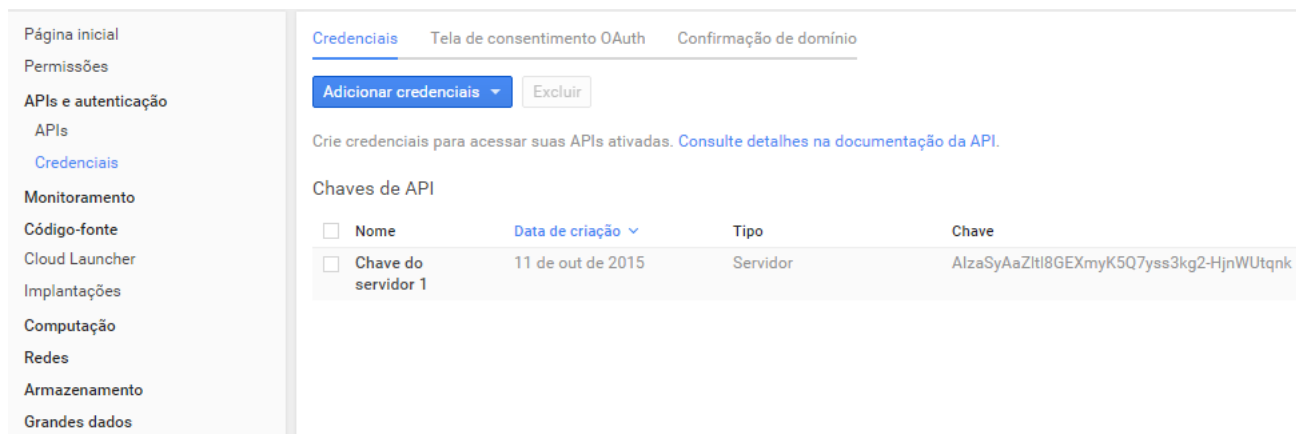 Página inicial
Permissões
APIs e autenticação
APIs
Credenciais
Monitoramento
Código-fonte
Cloud Launcher
Implantações
Computação
Redes
Armazenamento
Grandes dados
Credenciais Tela de consentimento OAuth Confirmação de domínio
Adicionar credenciais Excluir
Crie credenciais para acessar suas APIs ativadas. Consulte detalhes na documentação da API.
Chaves de API
Nome Data de criação Tipo Chave
Chave do 11 de out de 2015 Servidor
servidor 1